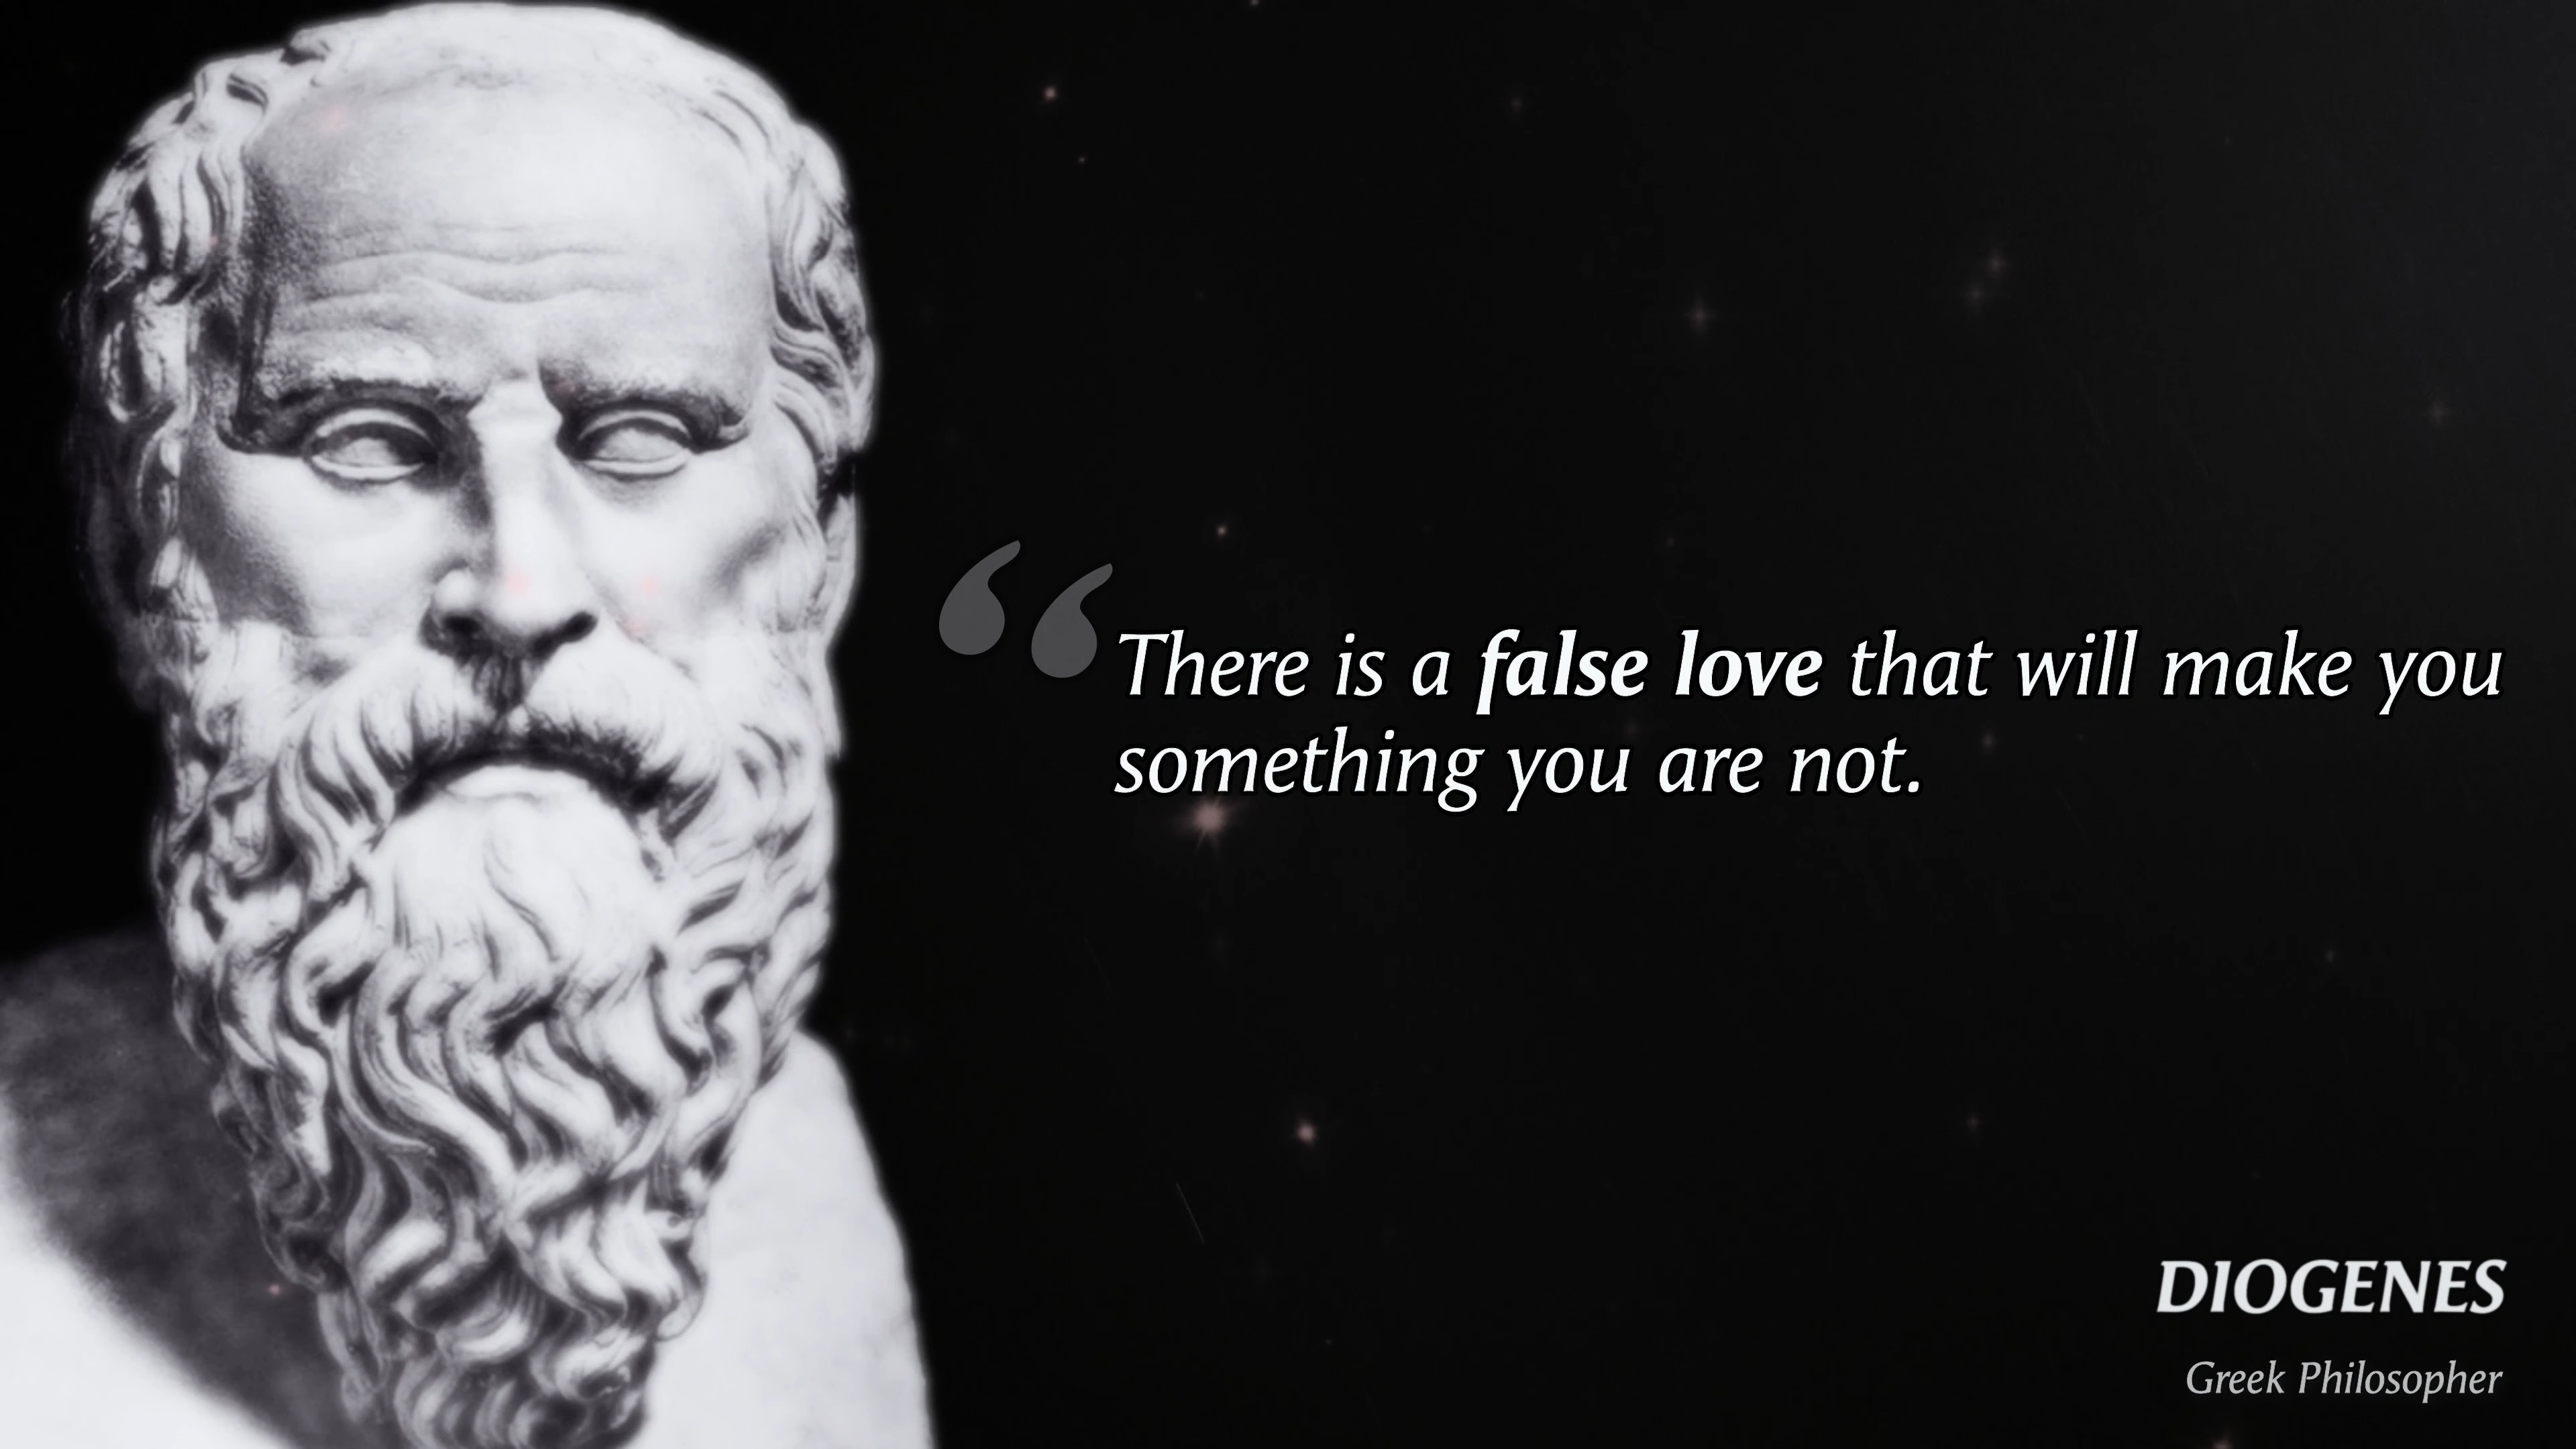 “There is a false love that will make you
something you are not.
DIOGENES
Greek Philosopher